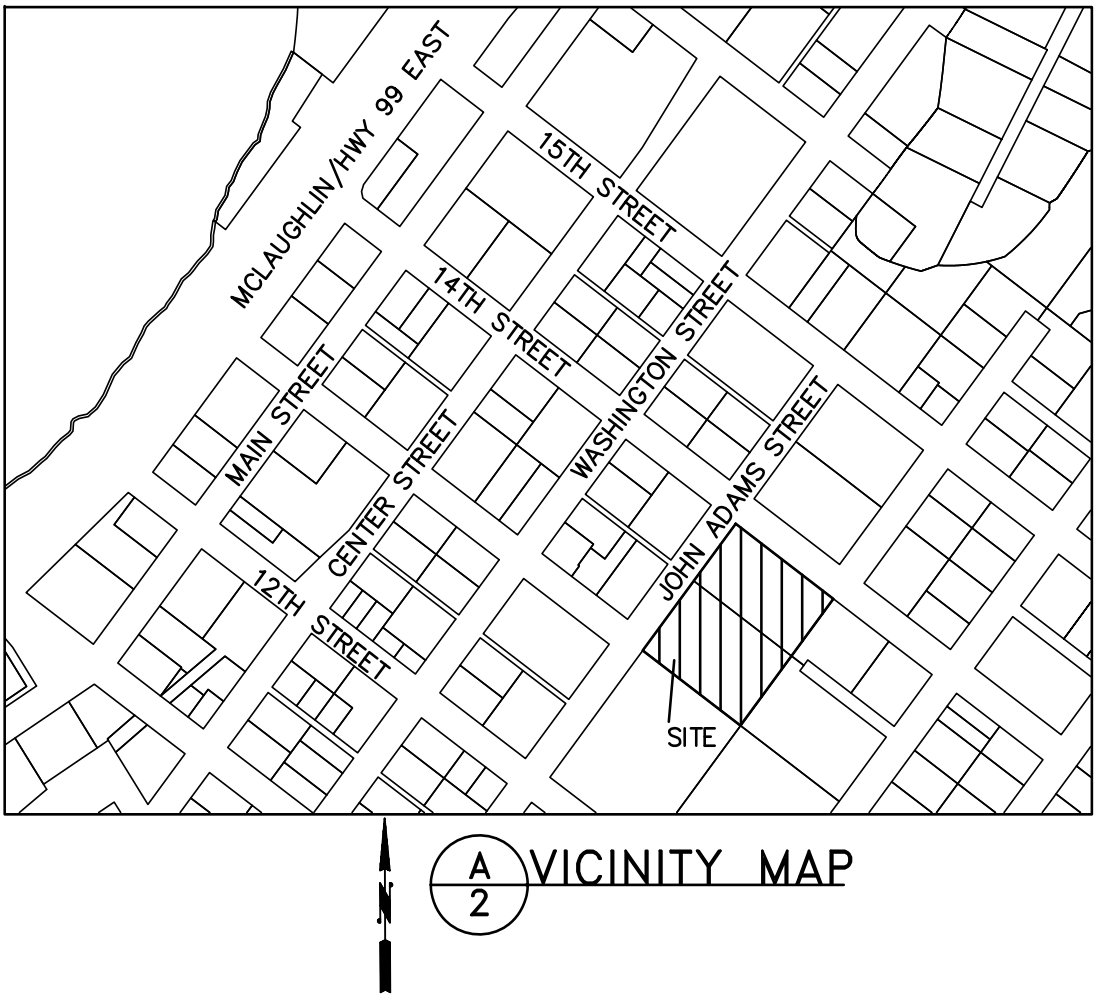 MCLAUGHLIN/HWY 99 EAST
15TH STREET
14TH STREET
WASHINGTON STREET
MAIN STREET
JOHN ADAMS STREET
CENTER STREET
12TH STREET
SITE
A
2
VICINITY MAP
N